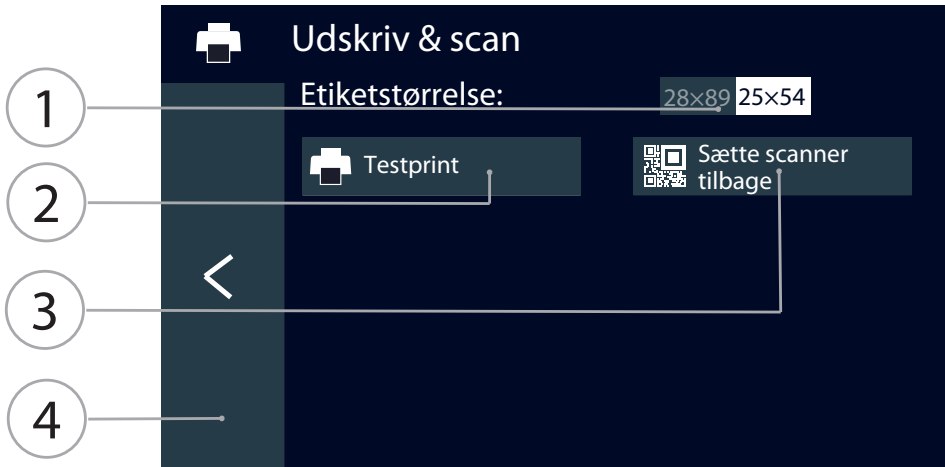 Udskriv & scan
1
Etiketstørrelse:
28×89 25×54
2
Testprint
Sætte scanner
tilbage
3
4